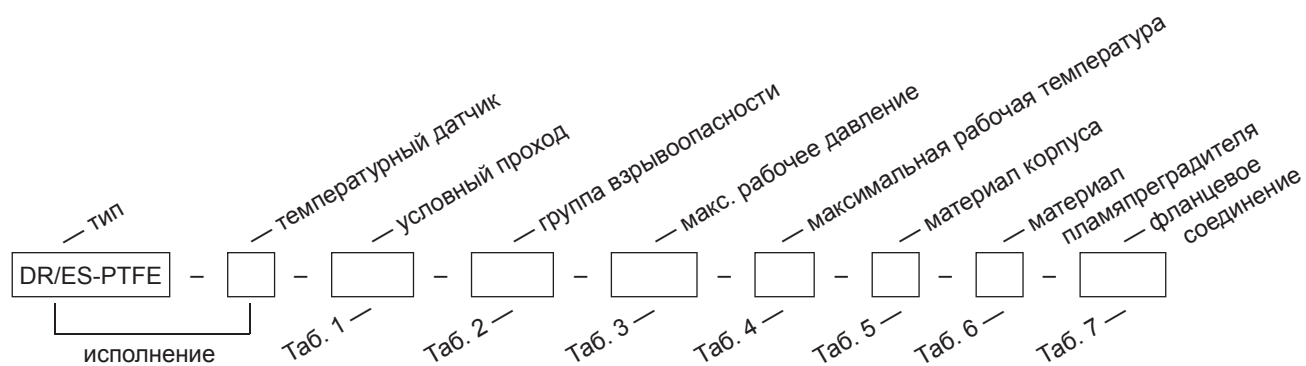 — тип
— температурный датчик
— условный проход
— группа взрывоопасности
— макс. рабочее давление
— максимальная рабочая температура
— материал корпуса
— материал
пламяпреградителя
— фланцевое
соединение
DR/ES-PTFE – – – – – – – –
исполнение
Таб. 1 —
Таб. 2 —
Таб. 3 —
Таб. 4 —
Таб. 5 —
Таб. 6 —
Таб. 7 —